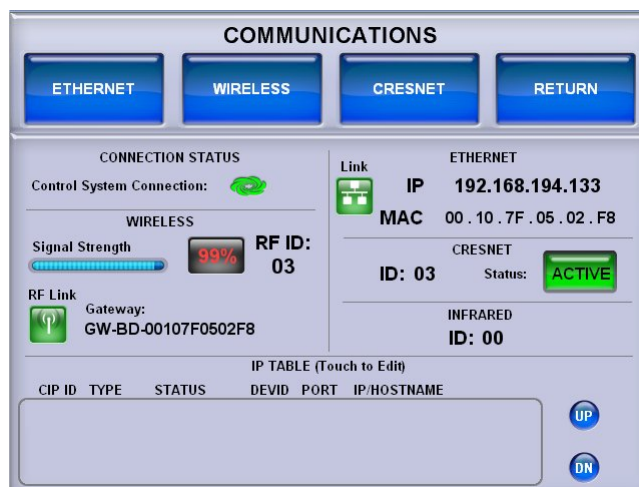 COMMUNICATIONS
ETHERNET WIRELESS CRESNET RETURN
CONNECTION STATUS
Control System Connection:
WIRELESS
Signal Strength 99% RF ID: 03
RF Link
Gateway:
GW-BD-00107F0502F8
Link
ETHERNET
IP 192.168.194.133
MAC 00 . 10 . 7F . 05 . 02 . F8
CRESNET
ID: 03 Status: ACTIVE
INFRARED
ID: 00
IP TABLE (Touch to Edit)
CIP ID TYPE STATUS DEVID PORT IP/HOSTNAME
UP
DN